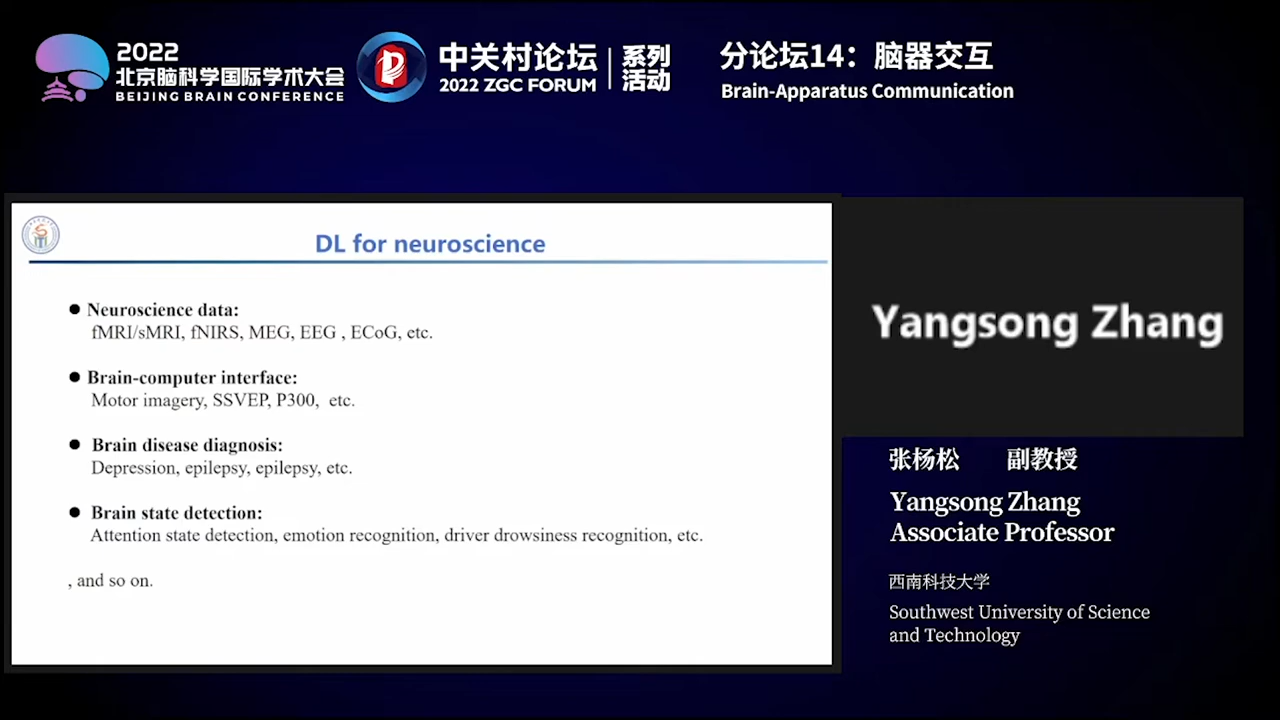 2022
北京脑科学国际学术大会
BEIJING BRAIN CONFERENCE
中关村论坛
2022 ZGC FORUM
系列
活动
分论坛14：脑器交互
Brain-Apparatus Communication
DL for neuroscience
● Neuroscience data:
fMRI/sMRI, fNIRS, MEG, EEG , ECoG, etc.
● Brain-computer interface:
Motor imagery, SSVEP, P300, etc.
● Brain disease diagnosis:
Depression, epilepsy, epilepsy, etc.
● Brain state detection:
Attention state detection, emotion recognition, driver drowsiness recognition, etc.
, and so on.
Yangsong Zhang
张杨松 副教授
Yangsong Zhang
Associate Professor
西南科技大学
Southwest University of Science
and Technology